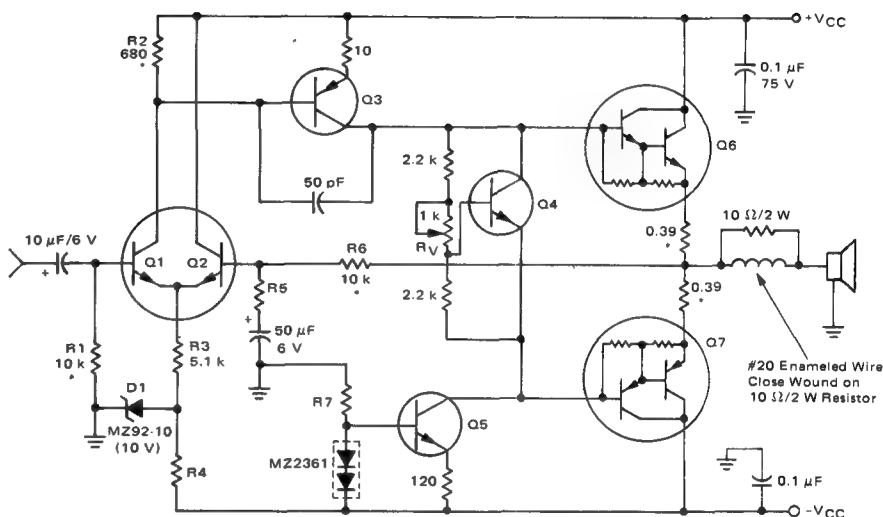 +VCC
R2
680
10
Q3
0.1 µF
75 V
Q6
2.2 k
50 pF
Q4
1 k
RV
10 Ω/2 W
10 µF/6 V
0.39
Q1 Q2
R6
10 k
R5
2.2 k
0.39
R1
10 k
R3
5.1 k
50 µF
6 V
Q7
D1
MZ92-10
(10 V)
R7
#20 Enameled Wire
Close Wound on
10 Ω/2 W Resistor
Q5
R4
MZ2361
120
0.1 µF
-VCC